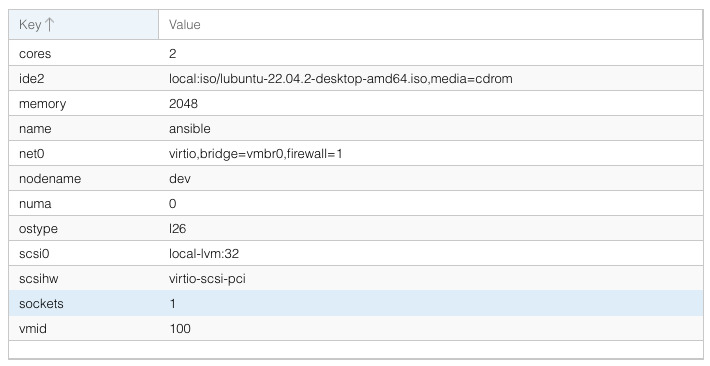 Key ↑ Value
cores 2
ide2 local:iso/lubuntu-22.04.2-desktop-amd64.iso,media=cdrom
memory 2048
name ansible
net0 virtio,bridge=vmbr0,firewall=1
nodename dev
numa 0
ostype l26
scsi0 local-lvm:32
scsihw virtio-scsi-pci
sockets 1
vmid 100